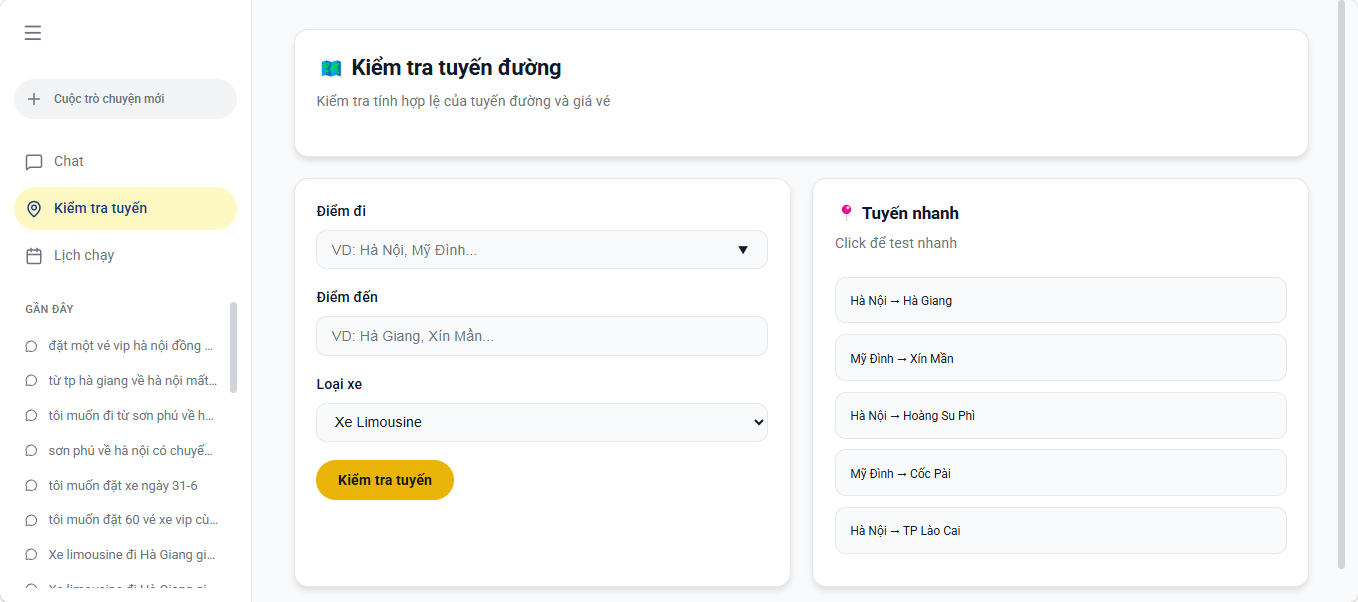 Cuộc trò chuyện mới
Chat
Kiểm tra tuyến
Lịch chạy
GẦN ĐÂY
đặt một vé vip hà nội đồng ...
từ tp hà giang về hà nội mất...
tôi muốn đi từ sơn phú về h...
sơn phú về hà nội có chuyế...
tôi muốn đặt xe ngày 31-6
tôi muốn đặt 60 vé xe vip cù...
Xe limousine đi Hà Giang gi...
Kiểm tra tuyến đường
Kiểm tra tính hợp lệ của tuyến đường và giá vé
Điểm đi
VD: Hà Nội, Mỹ Đình...
Điểm đến
VD: Hà Giang, Xín Mần...
Loại xe
Xe Limousine
Kiểm tra tuyến
Tuyến nhanh
Click để test nhanh
Hà Nội → Hà Giang
Mỹ Đình → Xín Mần
Hà Nội → Hoàng Su Phì
Mỹ Đình → Cốc Pài
Hà Nội → TP Lào Cai